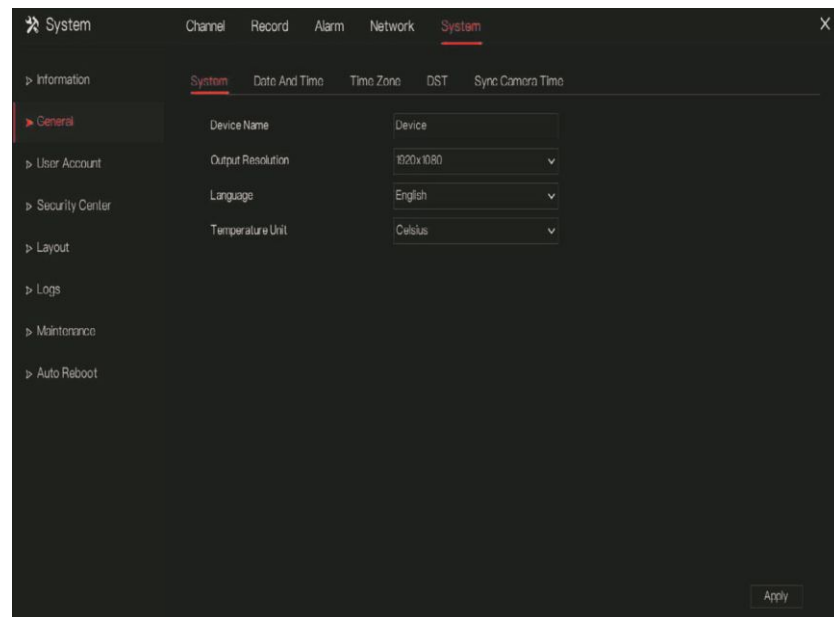 System
Channel Record Alarm Network System X
Information
General
User Account
Security Center
Layout
Logs
Maintenance
Auto Reboot
System Date And Time Time Zone DST Sync Camera Time
Device Name Device
Output Resolution 1920x1080
Language English
Temperature Unit Celsius
Apply